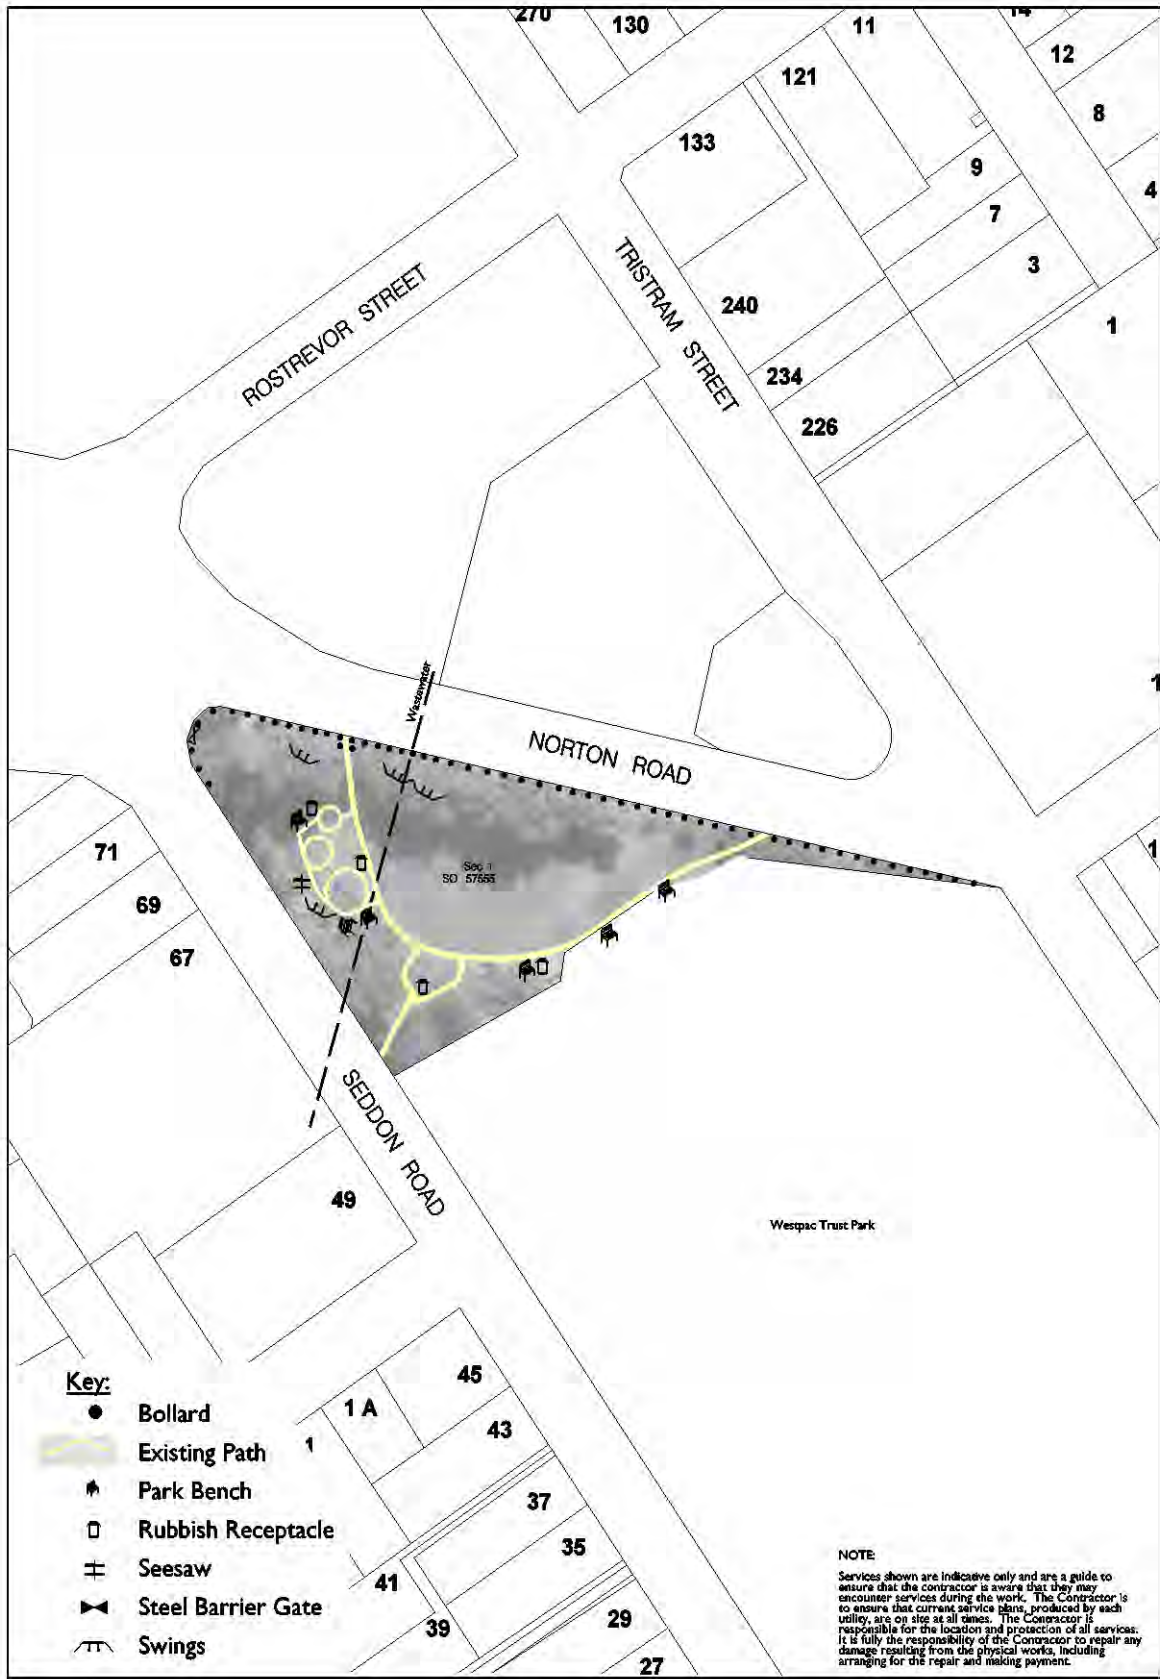 270
130
11
14
12
121
8
133
9
4
7
3
ROSTREVOR STREET
TRISTRAM STREET
240
1
234
226
1
Wastewater
NORTON ROAD
71
Sec 1
SO 57555
1
69
67
SEDDON ROAD
49
Westpac Trust Park
45
1 A
43
1
37
35
41
39
29
27
Key:
Bollard
Existing Path
Park Bench
Rubbish Receptacle
Seesaw
Steel Barrier Gate
Swings
NOTE
Services shown are indicative only and are a guide to
ensure that the contractor is aware that they may
encounter services during the work. The Contractor is
to ensure that current service plans, produced by each
utility, are on site at all times. The Contractor is
responsible for the location and protection of all services.
It is fully the responsibility of the Contractor to repair any
damage resulting from the physical works, including
arranging for the repair and making payment.